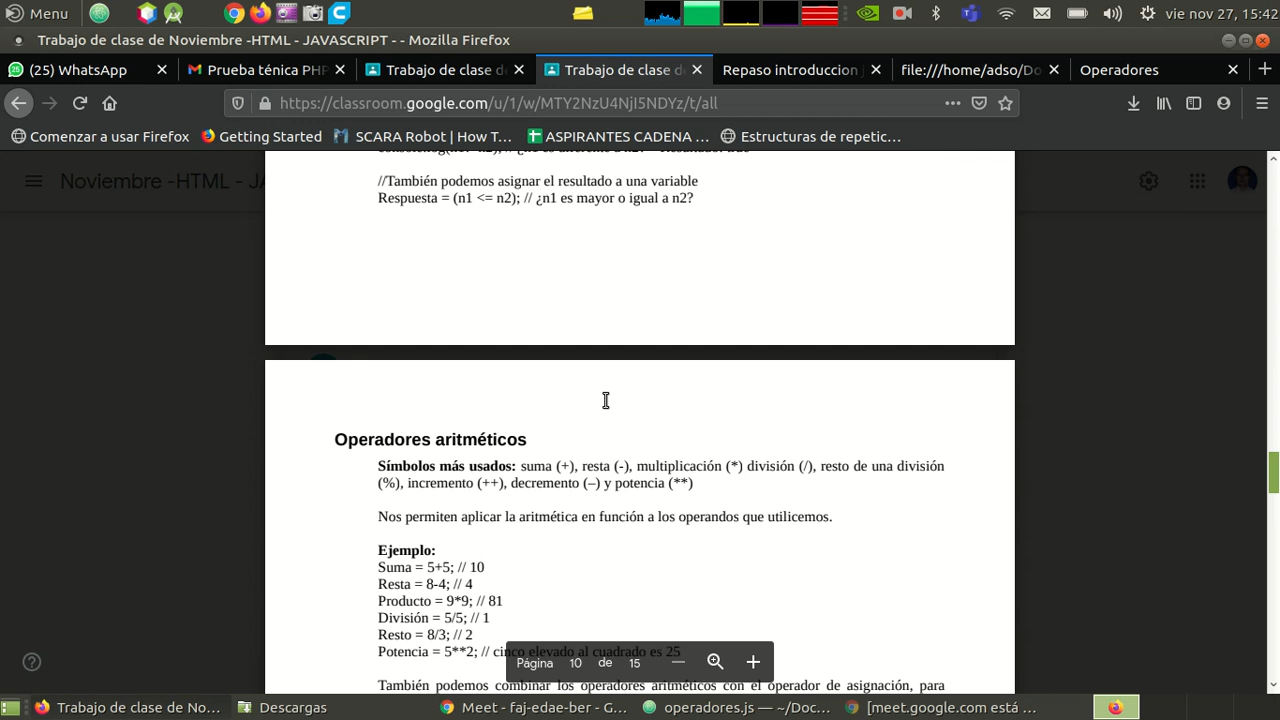 Menu
vie nov 27, 15:42
Trabajo de clase de Noviembre -HTML - JAVASCRIPT - - Mozilla Firefox
(25) WhatsApp
Prueba ténica PHP
Trabajo de clase d
Trabajo de clase d
Repaso introduccion
file:///home/adso/Do
Operadores
https://classroom.google.com/u/1/w/MTY2NzU4NjI5NDYz/t/all
Comenzar a usar Firefox
Getting Started
SCARA Robot | How T…
ASPIRANTES CADENA …
Estructuras de repetic…
Noviembre -HTML - JA
//También podemos asignar el resultado a una variable
Respuesta = (n1 <= n2); // ¿n1 es mayor o igual a n2?
Operadores aritméticos
Símbolos más usados: suma (+), resta (-), multiplicación (*) división (/), resto de una división
(%), incremento (++), decremento (–) y potencia (**)
Nos permiten aplicar la aritmética en función a los operandos que utilicemos.
Ejemplo:
Suma = 5+5; // 10
Resta = 8-4; // 4
Producto = 9*9; // 81
División = 5/5; // 1
Resto = 8/3; // 2
Potencia = 5**2; // cinco elevado al cuadrado es 25
Página 10 de 15
También podemos combinar los operadores aritméticos con el operador de asignación, para
Trabajo de clase de No…
Descargas
Meet - faj-edae-ber - G…
operadores.js — ~/Doc…
[meet.google.com está …